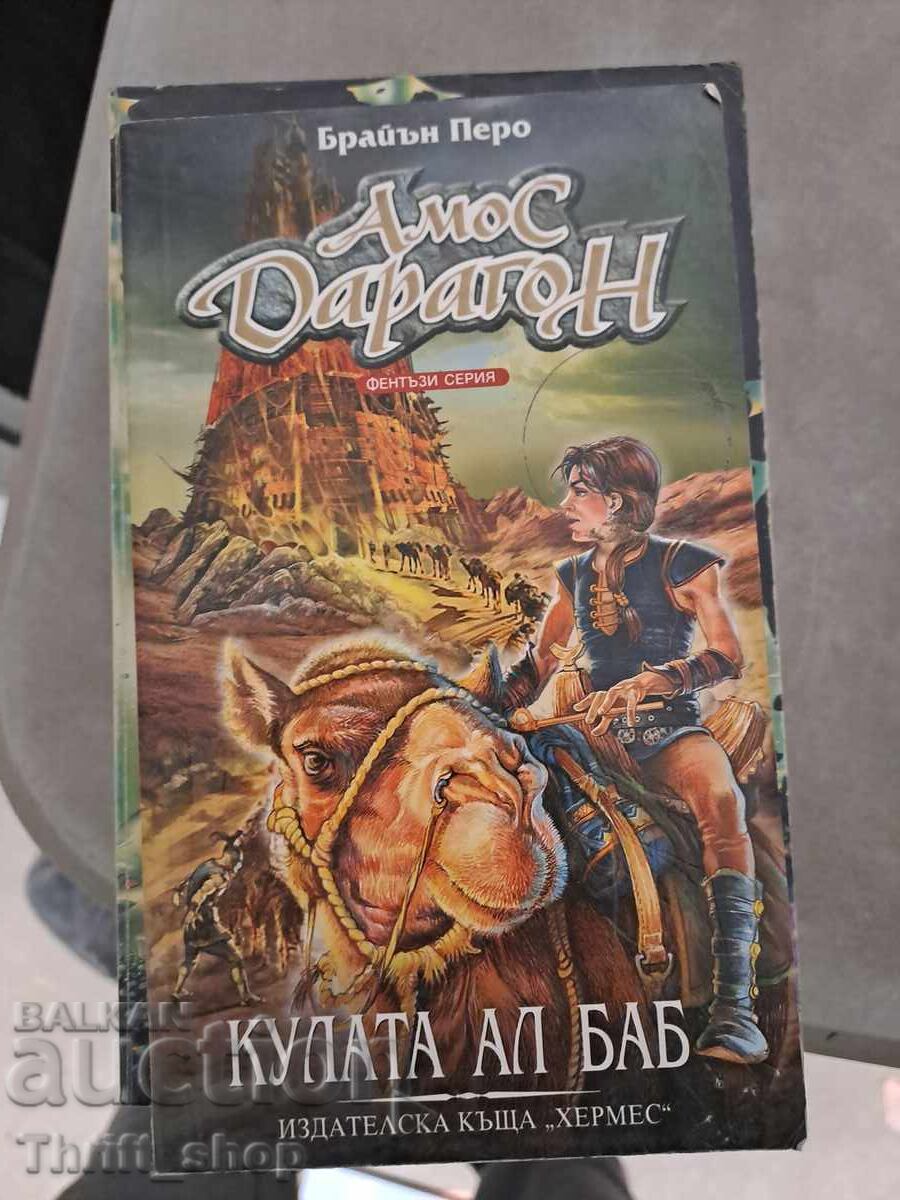 Брайън Перо
Амос
Дарагон
ФЕНТЪЗИ СЕРИЯ
КУЛАТА АЛ БАБ
ИЗДАТЕЛСКА КЪЩА „ХЕРМЕС“
BALKAN
auction
Thrift_shop